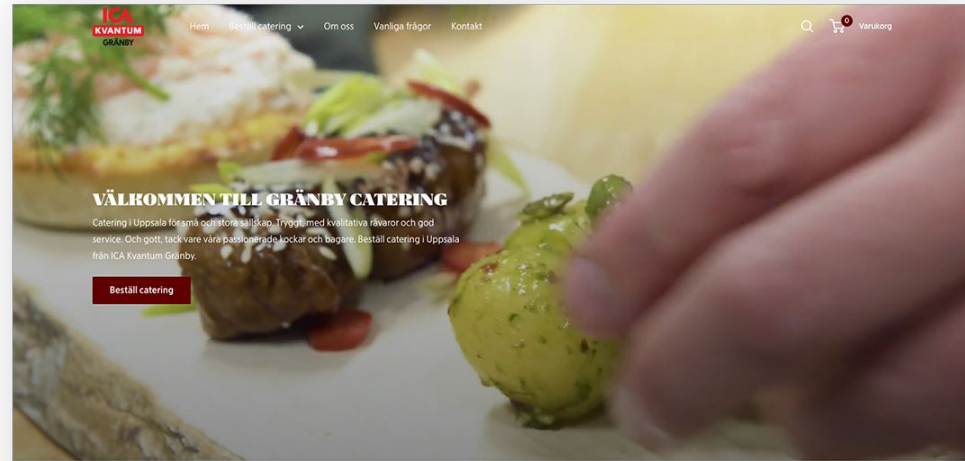 ICA
KVANTUM
GRÄNBY
Hem Beställ catering Om oss Vanliga frågor Kontakt
0 Varukorg
VÄLKOMMEN TILL GRÄNBY CATERING
Catering i Uppsala för små och stora sällskap. Tryggt, med kvalitativa råvaror och god
service. Och gott, tack vare våra passionerade kockar och bagare. Beställ catering i Uppsala
från ICA Kvantum Gränby.
Beställ catering